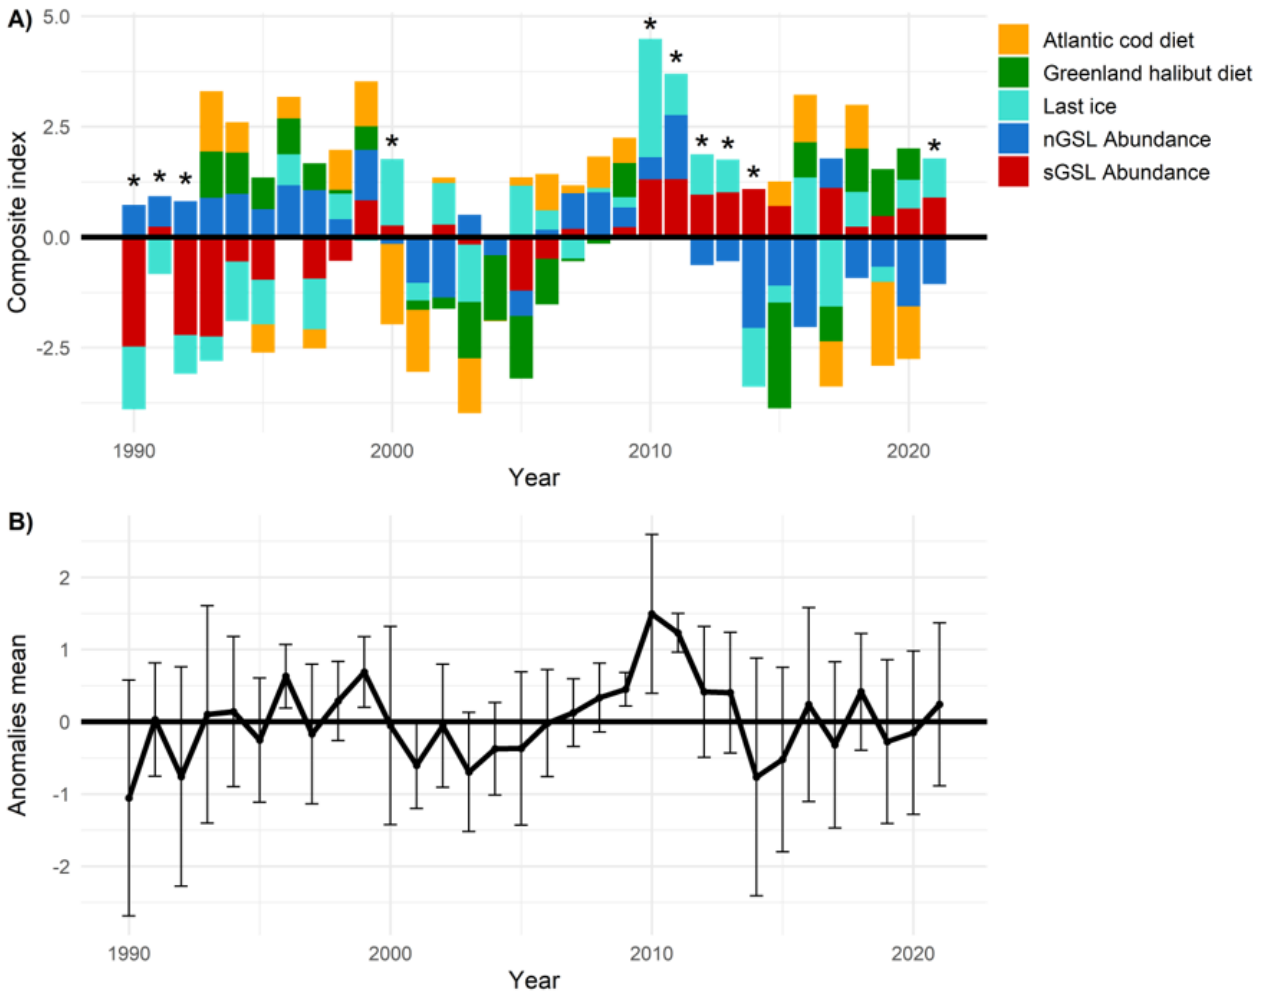 A)
5.0
2.5
0.0
-2.5
Composite index
* * * * * * * * * *
1990 2000 2010 2020
Year
Atlantic cod diet
Greenland halibut diet
Last ice
nGSL Abundance
sGSL Abundance
B)
2
1
0
-1
-2
Anomalies mean
1990 2000 2010 2020
Year